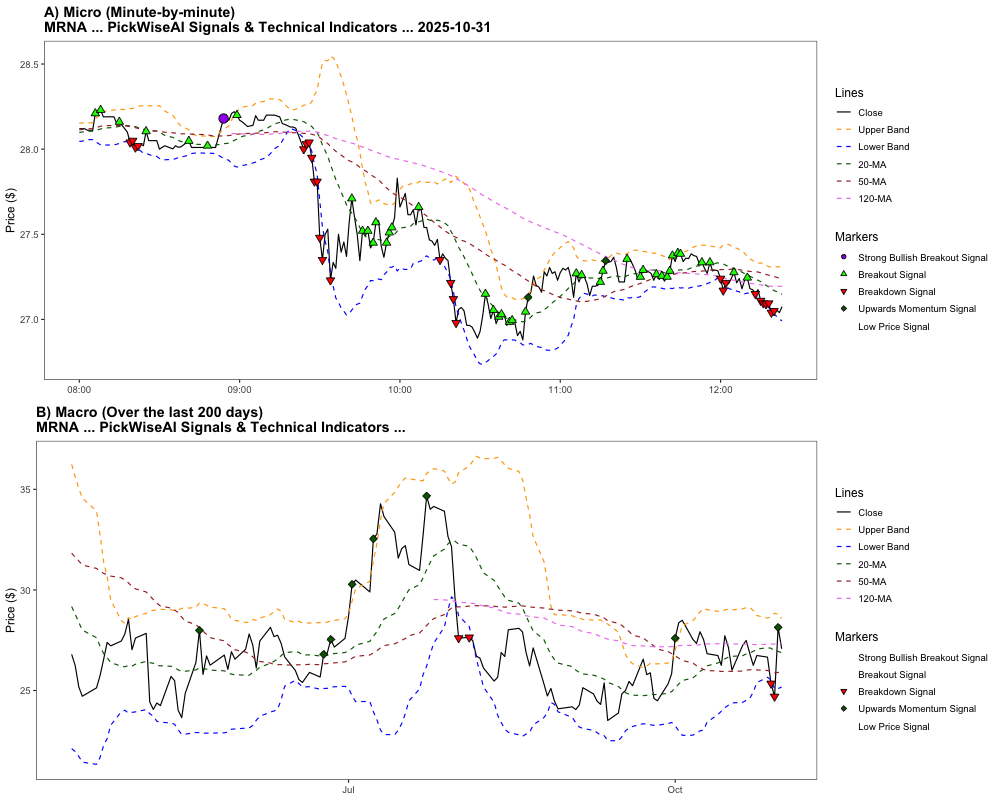 A) Micro (Minute-by-minute)
MRNA ... PickWiseAI Signals & Technical Indicators ... 2025-10-31
Price ($)
28.5
28.0
27.5
27.0
08:00
09:00
10:00
11:00
12:00
Lines
Close
Upper Band
Lower Band
20-MA
50-MA
120-MA
Markers
Strong Bullish Breakout Signal
Breakout Signal
Breakdown Signal
Upwards Momentum Signal
Low Price Signal
B) Macro (Over the last 200 days)
MRNA ... PickWiseAI Signals & Technical Indicators ...
Price ($)
35
30
25
Jul
Oct
Lines
Close
Upper Band
Lower Band
20-MA
50-MA
120-MA
Markers
Strong Bullish Breakout Signal
Breakout Signal
Breakdown Signal
Upwards Momentum Signal
Low Price Signal